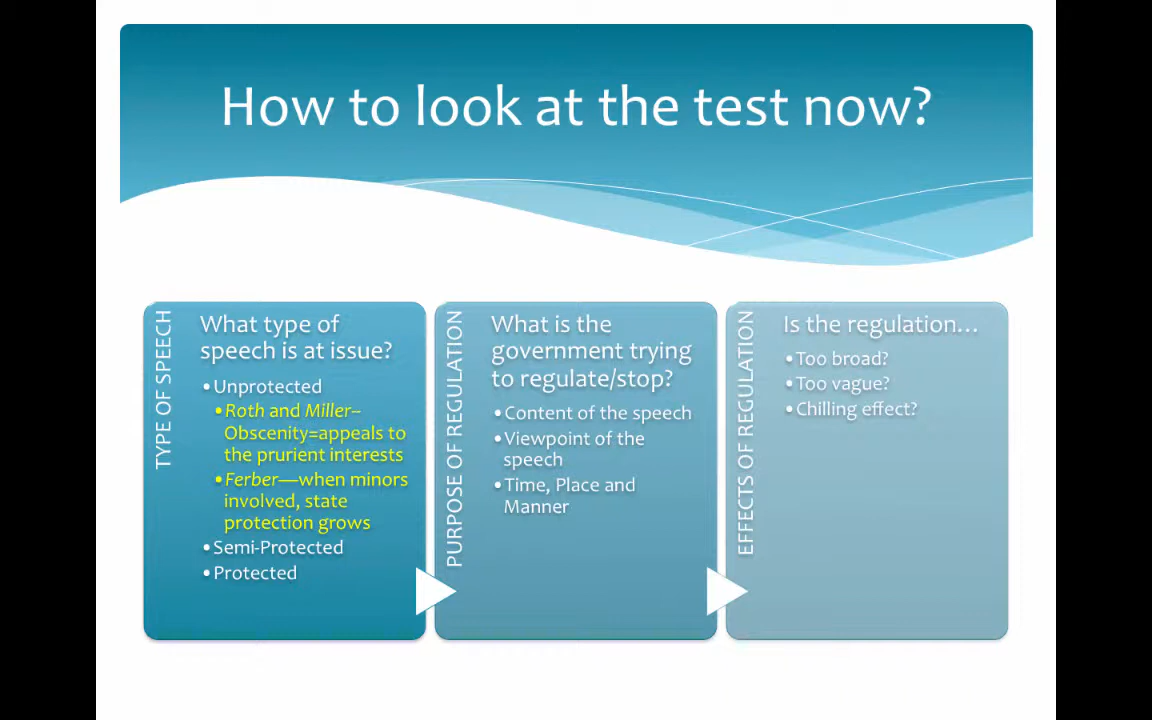 How to look at the test now?
TYPE OF SPEECH
What type of
speech is at issue?
•Unprotected
•Roth and Miller–
Obscenity=appeals to
the prurient interests
•Ferber—when minors
involved, state
protection grows
•Semi-Protected
•Protected
PURPOSE OF REGULATION
What is the
government trying
to regulate/stop?
•Content of the speech
•Viewpoint of the
speech
•Time, Place and
Manner
EFFECTS OF REGULATION
Is the regulation…
•Too broad?
•Too vague?
•Chilling effect?